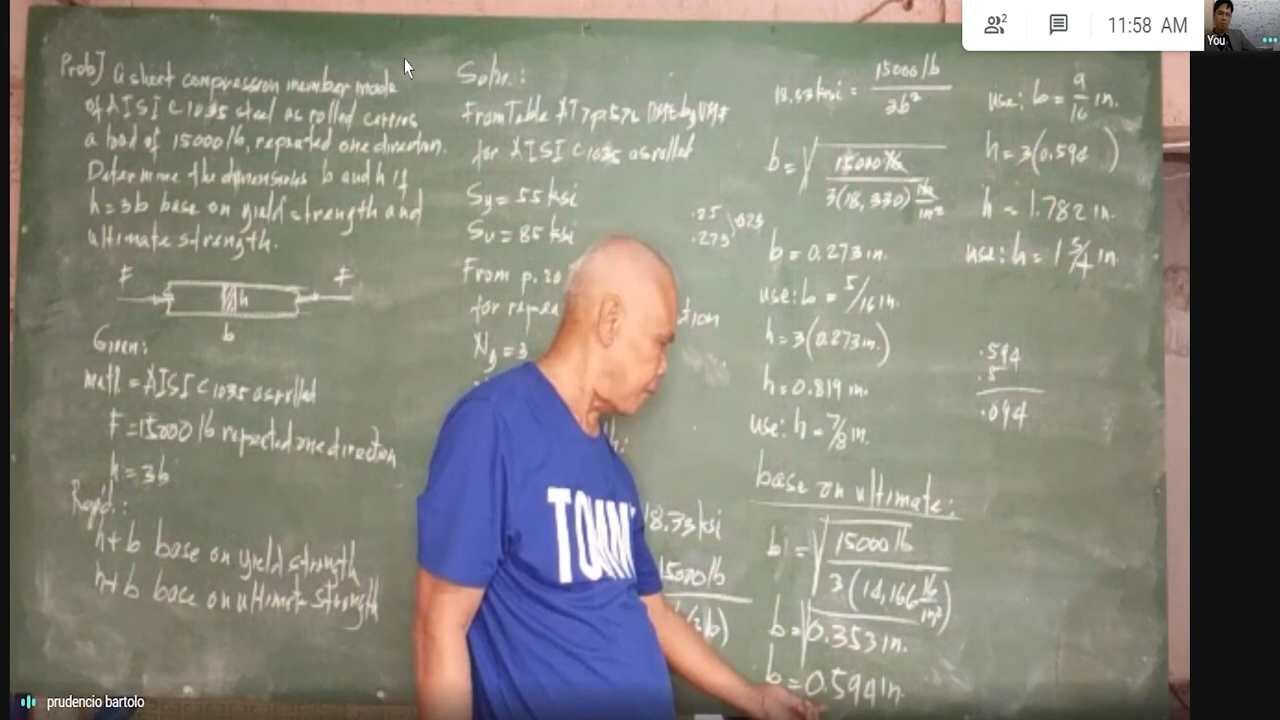 2
11:58 AM
You
Prob] A short compression member made
of AISI C1035 steel as rolled carries
a load of 15000 lb, repeated one direction.
Determine the dimensions b and h if
h=3b base on yield strength and
ultimate strength.
F F
h
b
Given:
matl = AISI C1035 as rolled
F = 15000 lb repeated one direction
h = 3b
Reqd:
h+b base on yield strength
h+b base on ultimate strength
Soln.:
From Table AT7 p.576
for AISI C1035 as rolled
Sy = 55 ksi
Su = 85 ksi
From p. 20
for repea tion
Ny = 3
18.33 ksi
15000 lb
.25
.273
.023
18.33 ksi = 15000 lb / 3b²
b = √ 15000 lb / 3(18,330) lb/in²
b = 0.273 in.
use: b = 5/16 in.
h = 3(0.273 in.)
h = 0.819 in.
use: h = 7/8 in.
base on ultimate:
b = √ 15000 lb / 3(14,166 lb/in²)
b = √0.353 in.
b = 0.594 in.
use: b = 9/16 in.
h = 3(0.594 )
h = 1.782 in.
use: h = 1 in.
.594
.5
.094
TOMM
prudencio bartolo